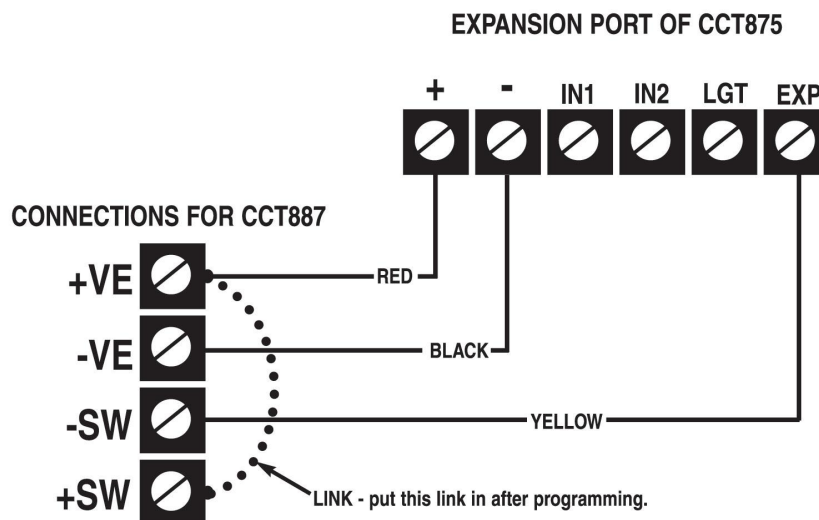 EXPANSION PORT OF CCT875
+ - IN1 IN2 LGT EXP
CONNECTIONS FOR CCT887
+VE
RED
-VE
BLACK
-SW
YELLOW
+SW
LINK - put this link in after programming.